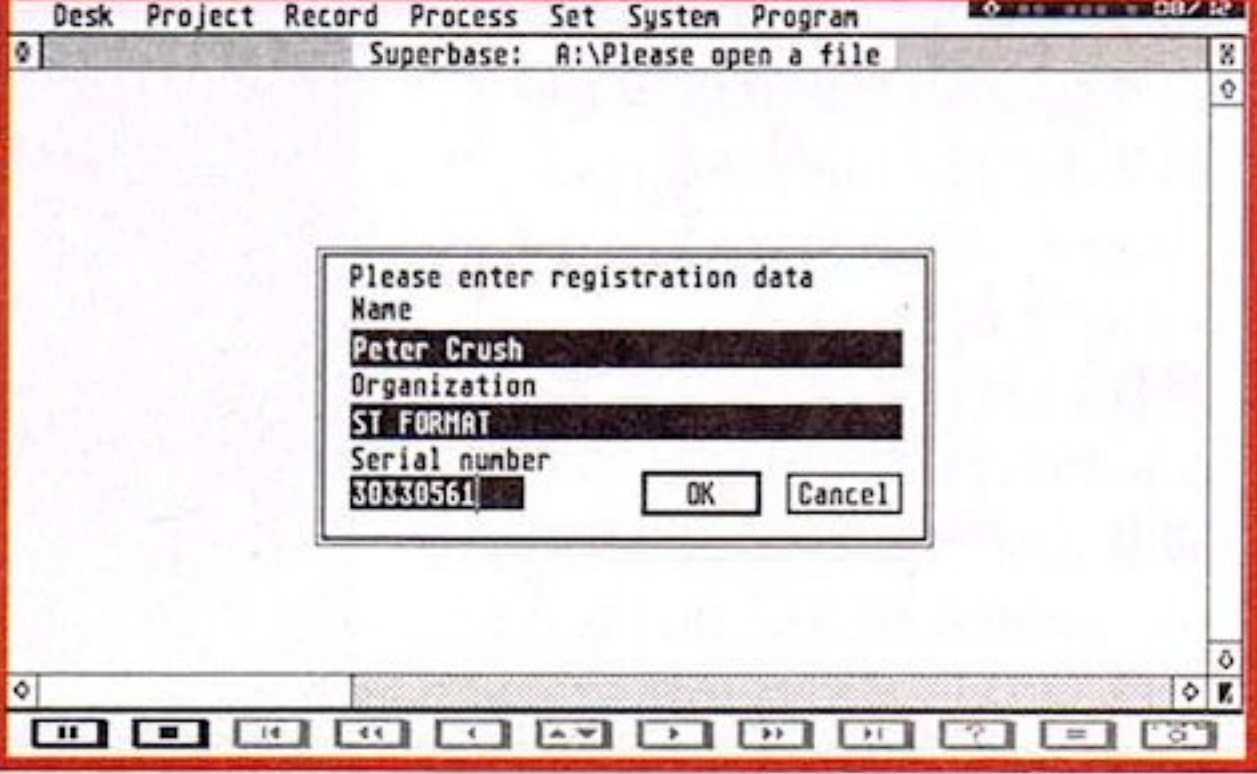 Desk Project Record Process Set System Program
Superbase: A:\Please open a file
Please enter registration data
Name
Peter Crush
Organization
ST FORMAT
Serial number
30330561
OK Cancel